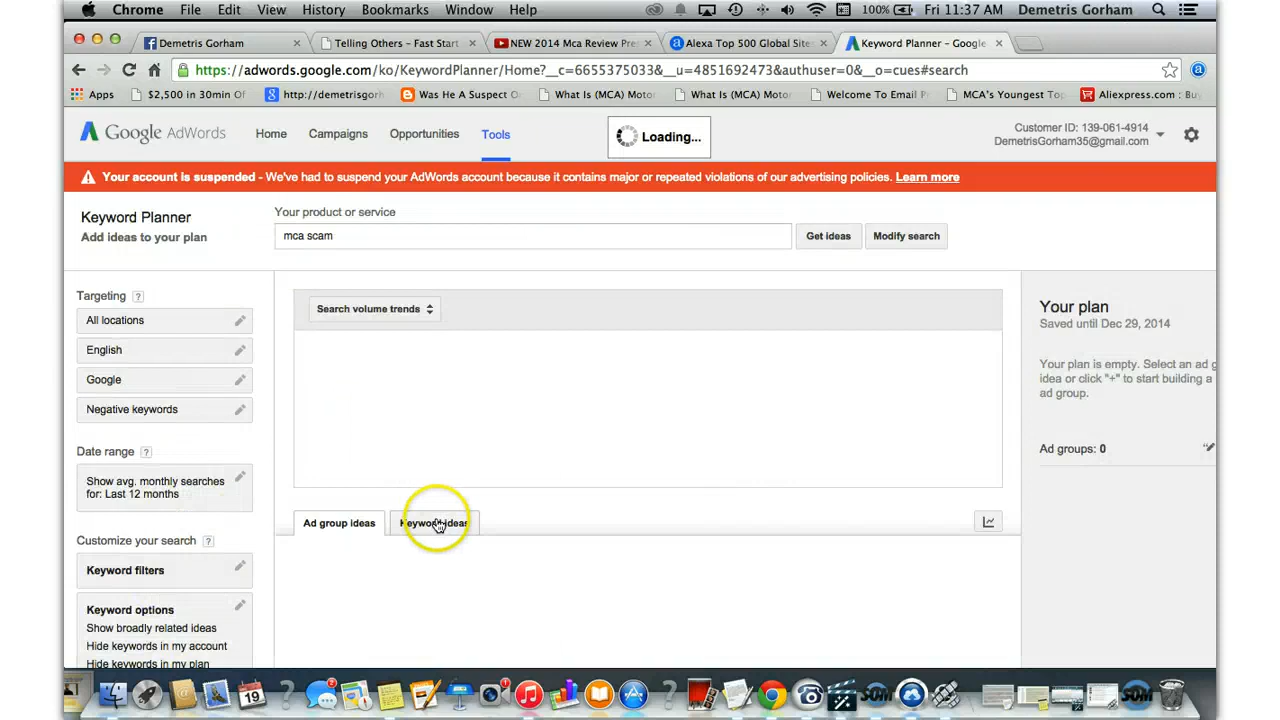 Chrome File Edit View History Bookmarks Window Help 100% Fri 11:37 AM Demetris Gorham
Demetris Gorham × Telling Others – Fast Start × NEW 2014 Mca Review Pre × Alexa Top 500 Global Site × Keyword Planner – Google ×
https://adwords.google.com/ko/KeywordPlanner/Home?__c=6655375033&__u=4851692473&authuser=0&__o=cues#search
Apps $2,500 in 30min Of http://demetrisgorh Was He A Suspect O What Is (MCA) Motor What Is (MCA) Motor Welcome To Email P MCA's Youngest Top Aliexpress.com : Bu
Google AdWords Home Campaigns Opportunities Tools Loading... Customer ID: 139-061-4914
DemetrisGorham35@gmail.com
Your account is suspended - We've had to suspend your AdWords account because it contains major or repeated violations of our advertising policies. Learn more
Keyword Planner
Add ideas to your plan
Your product or service
mca scam Get ideas Modify search
Targeting ?
All locations
English
Google
Negative keywords
Date range ?
Show avg. monthly searches
for: Last 12 months
Customize your search ?
Keyword filters
Keyword options
Show broadly related ideas
Hide keywords in my account
Hide keywords in my plan
Search volume trends
Ad group ideas Keyword ideas
Your plan
Saved until Dec 29, 2014
Your plan is empty. Select an ad g
idea or click "+" to start building a
ad group.
Ad groups: 0
19
SOM
SOM